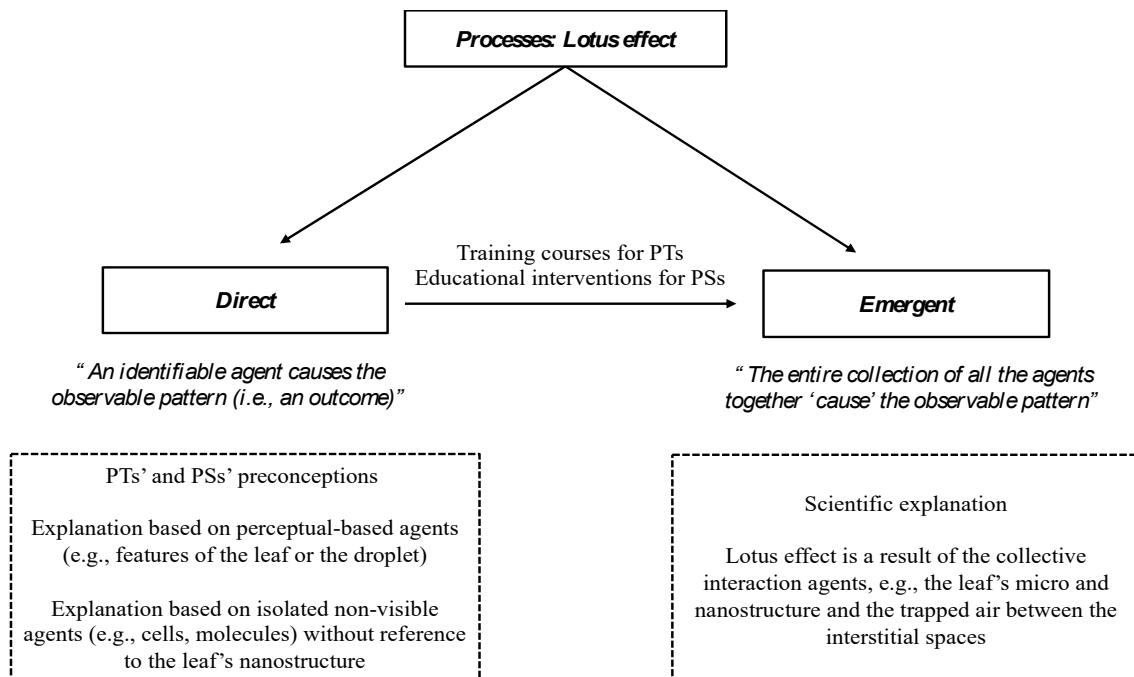 Processes: Lotus effect
Training courses for PTs
Educational interventions for PSs
Direct
Emergent
“ An identifiable agent causes the
observable pattern (i.e., an outcome)”
“ The entire collection of all the agents
together ‘cause’ the observable pattern”
PTs’ and PSs’ preconceptions
Explanation based on perceptual-based agents
(e.g., features of the leaf or the droplet)
Explanation based on isolated non-visible
agents (e.g., cells, molecules) without reference
to the leaf’s nanostructure
Scientific explanation
Lotus effect is a result of the collective
interaction agents, e.g., the leaf’s micro and
nanostructure and the trapped air between the
interstitial spaces